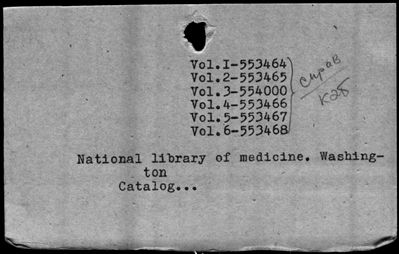 Vol.I-553464
Vol.2-553465
Vol.3-554000
Vol.4-553466
Vol.5-553467
Vol.6-553468
Справ
K28
National library of medicine. Washing-
ton
Catalog...